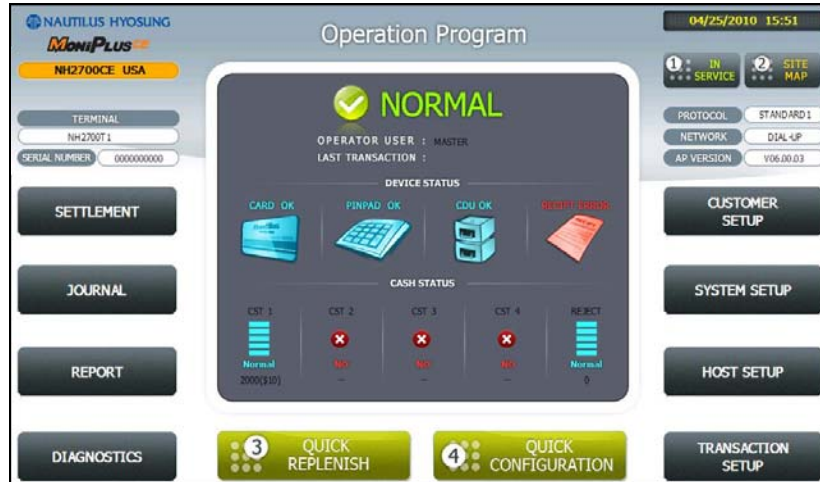 NAUTILUS HYOSUNG
MONIPLUS CE
NH2700CE USA
Operation Program
04/25/2010 15:51
1 IN SERVICE
2 SITE MAP
TERMINAL
NH2700T1
SERIAL NUMBER 0000000000
PROTOCOL STANDARD1
NETWORK DIAL-UP
AP VERSION V06.00.03
NORMAL
OPERATOR USER : MASTER
LAST TRANSACTION :
DEVICE STATUS
CARD OK PINPAD OK CDU OK RECEIPT ERROR
CASH STATUS
CST 1 CST 2 CST 3 CST 4 REJECT
Normal NO NO NO Normal
2000($10) -- -- -- 0
SETTLEMENT
JOURNAL
REPORT
DIAGNOSTICS
CUSTOMER
SETUP
SYSTEM SETUP
HOST SETUP
TRANSACTION
SETUP
3 QUICK
REPLENISH
4 QUICK
CONFIGURATION